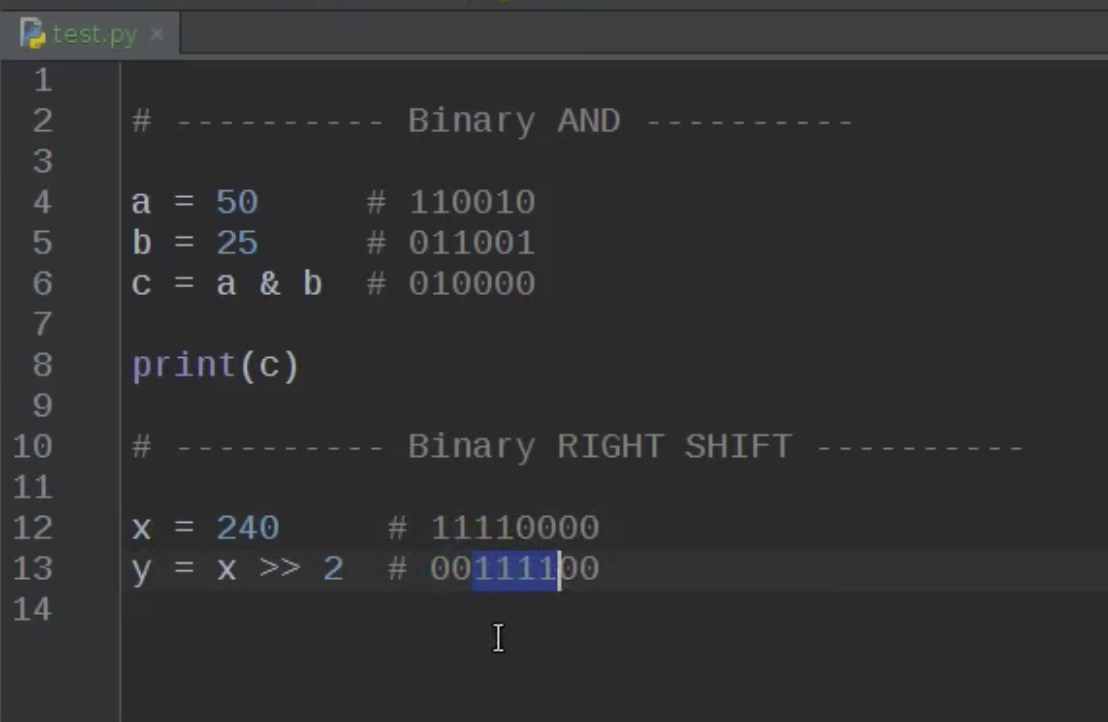 test.py ×
1
2 # ---------- Binary AND ----------
3
4 a = 50 # 110010
5 b = 25 # 011001
6 c = a & b # 010000
7
8 print(c)
9
10 # ---------- Binary RIGHT SHIFT ----------
11
12 x = 240 # 11110000
13 y = x >> 2 # 00111100
14